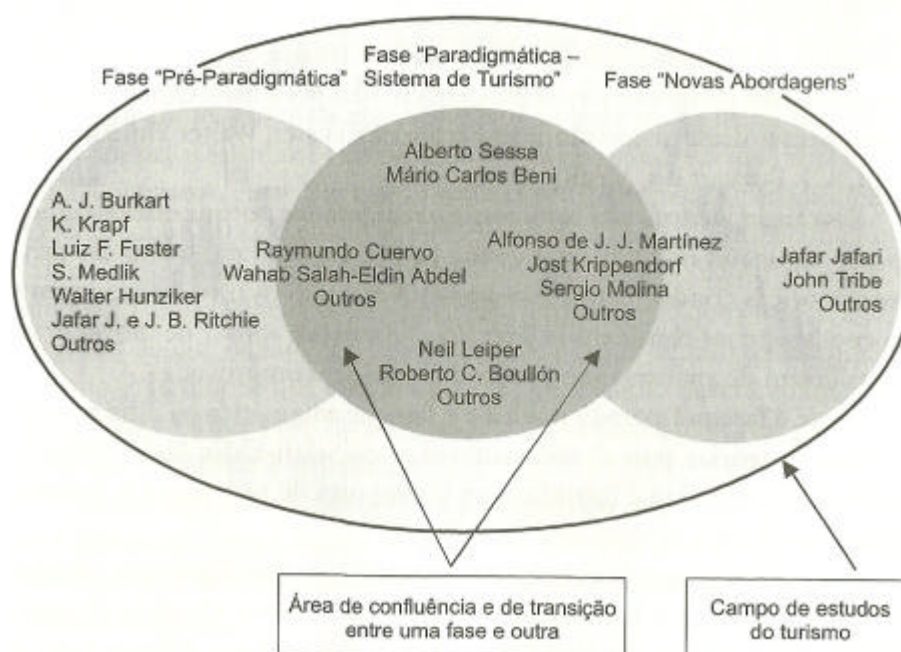 Fase "Pré-Paradigmática"
Fase "Paradigmática –
Sistema de Turismo"
Fase "Novas Abordagens"
Alberto Sessa
Mário Carlos Beni
A. J. Burkart
K. Krapf
Luiz F. Fuster
S. Medlik
Walter Hunziker
Jafar J. e J. B. Ritchie
Outros
Raymundo Cuervo
Wahab Salah-Eldin Abdel
Outros
Alfonso de J. J. Martínez
Jost Krippendorf
Sergio Molina
Outros
Jafar Jafari
John Tribe
Outros
Neil Leiper
Roberto C. Boullón
Outros
Área de confluência e de transição
entre uma fase e outra
Campo de estudos
do turismo